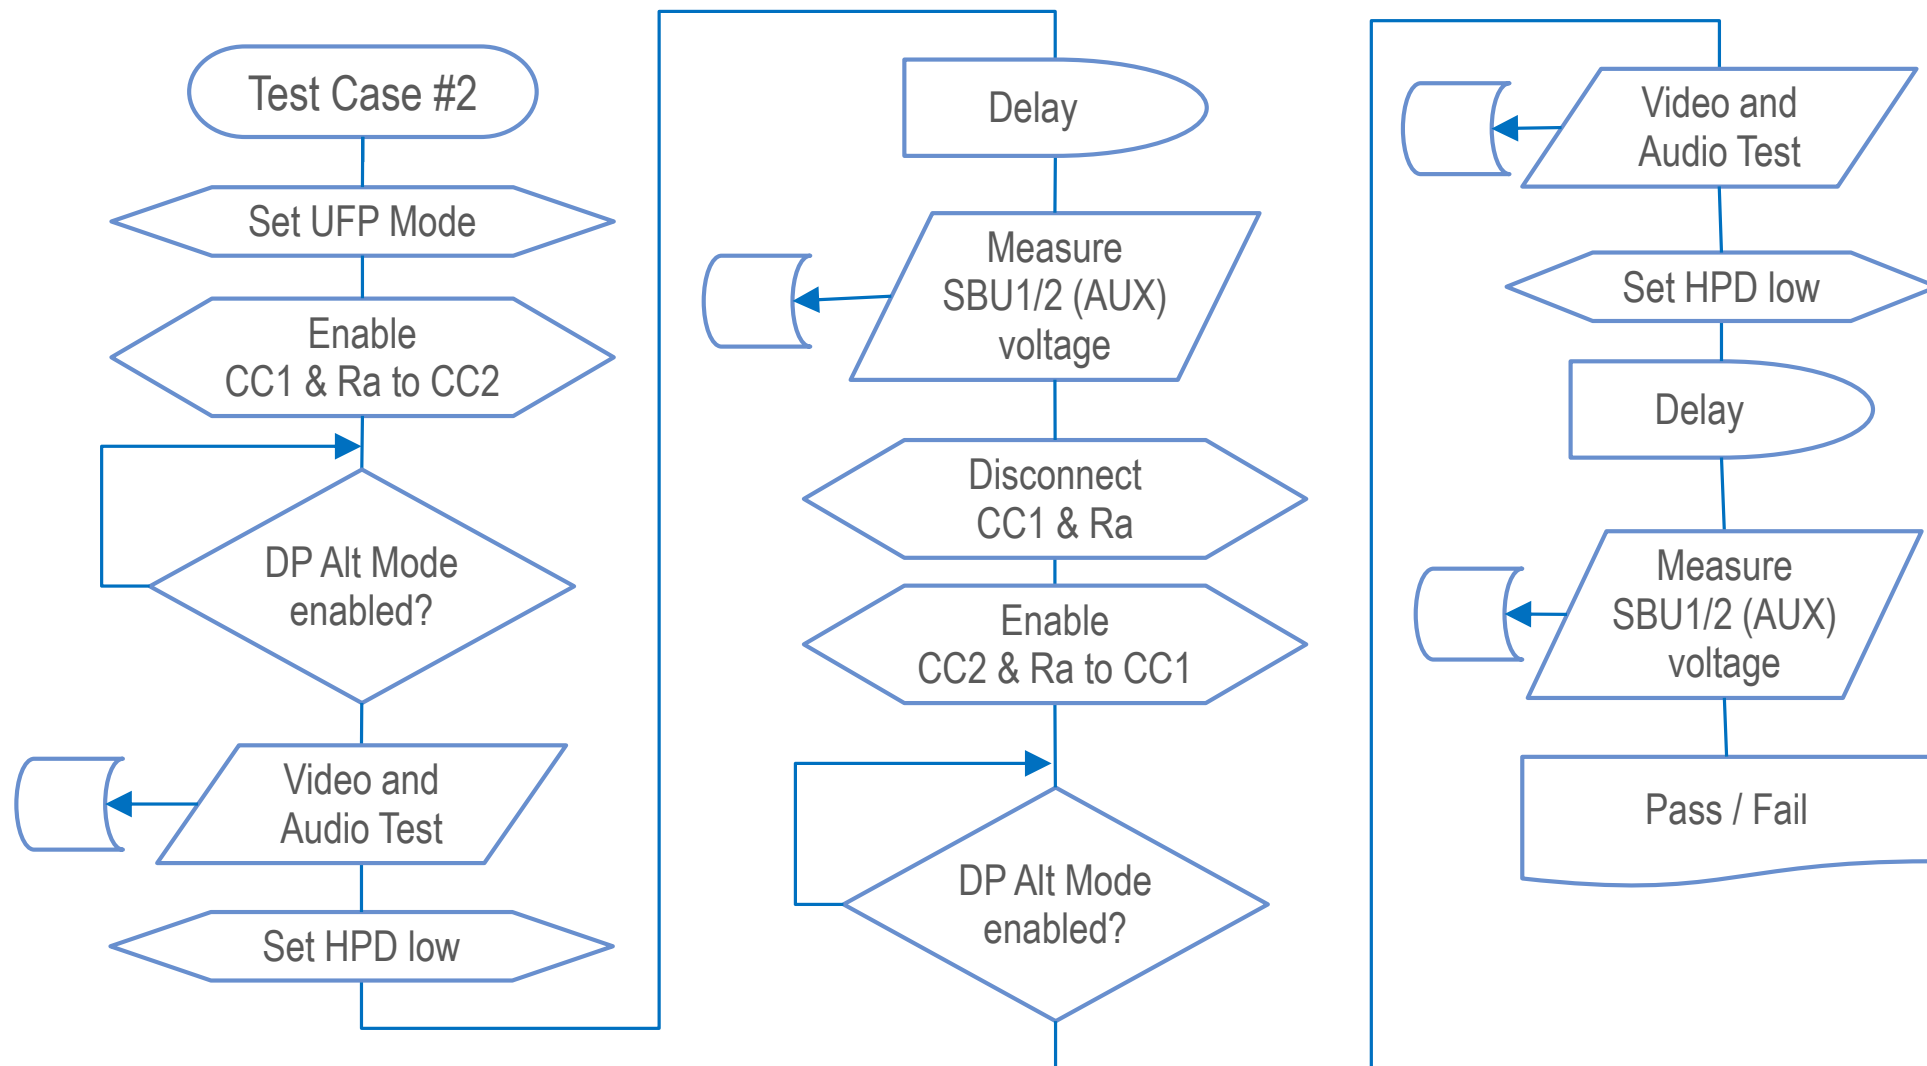 Test Case #2
Set UFP Mode
Enable
CC1 & Ra to CC2
DP Alt Mode
enabled?
Video and
Audio Test
Set HPD low
Delay
Measure
SBU1/2 (AUX)
voltage
Disconnect
CC1 & Ra
Enable
CC2 & Ra to CC1
DP Alt Mode
enabled?
Video and
Audio Test
Set HPD low
Delay
Measure
SBU1/2 (AUX)
voltage
Pass / Fail